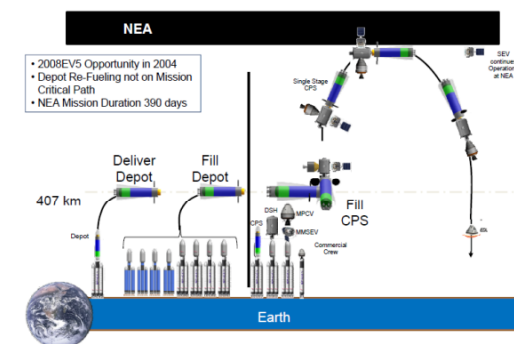 NEA
• 2008EV5 Opportunity in 2004
• Depot Re-Fueling not on Mission
Critical Path
• NEA Mission Duration 390 days
SEV
continues
Operation
at NEA
Single Stage
CPS
Deliver
Depot
Fill
Depot
407 km
Fill
CPS
Depot
CPS
DSH
MPCV
MMSEV
Commercial
Crew
Earth